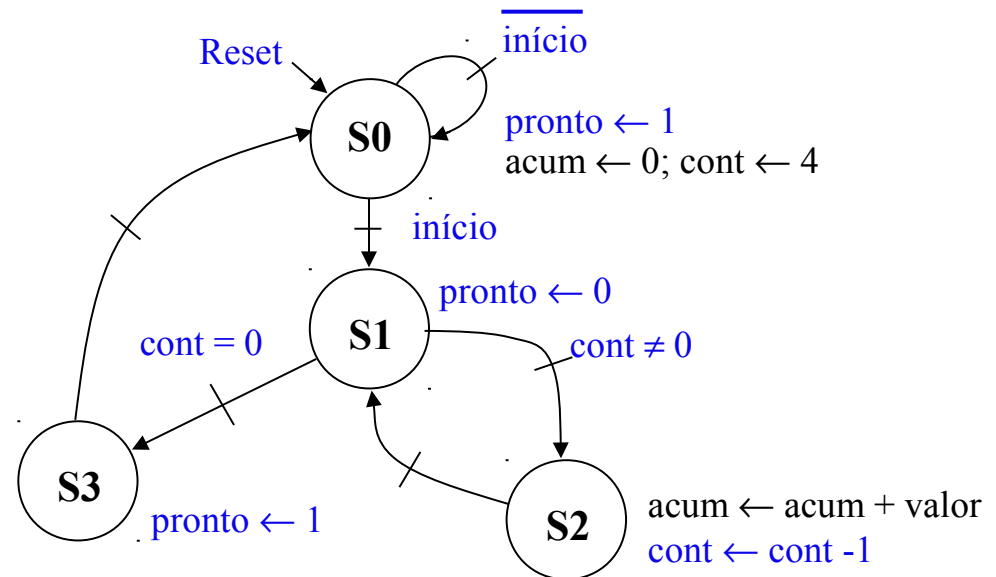 início
Reset
S0
pronto ← 1
acum ← 0; cont ← 4
início
pronto ← 0
S1
cont = 0
cont ≠ 0
S3
pronto ← 1
S2
acum ← acum + valor
cont ← cont -1